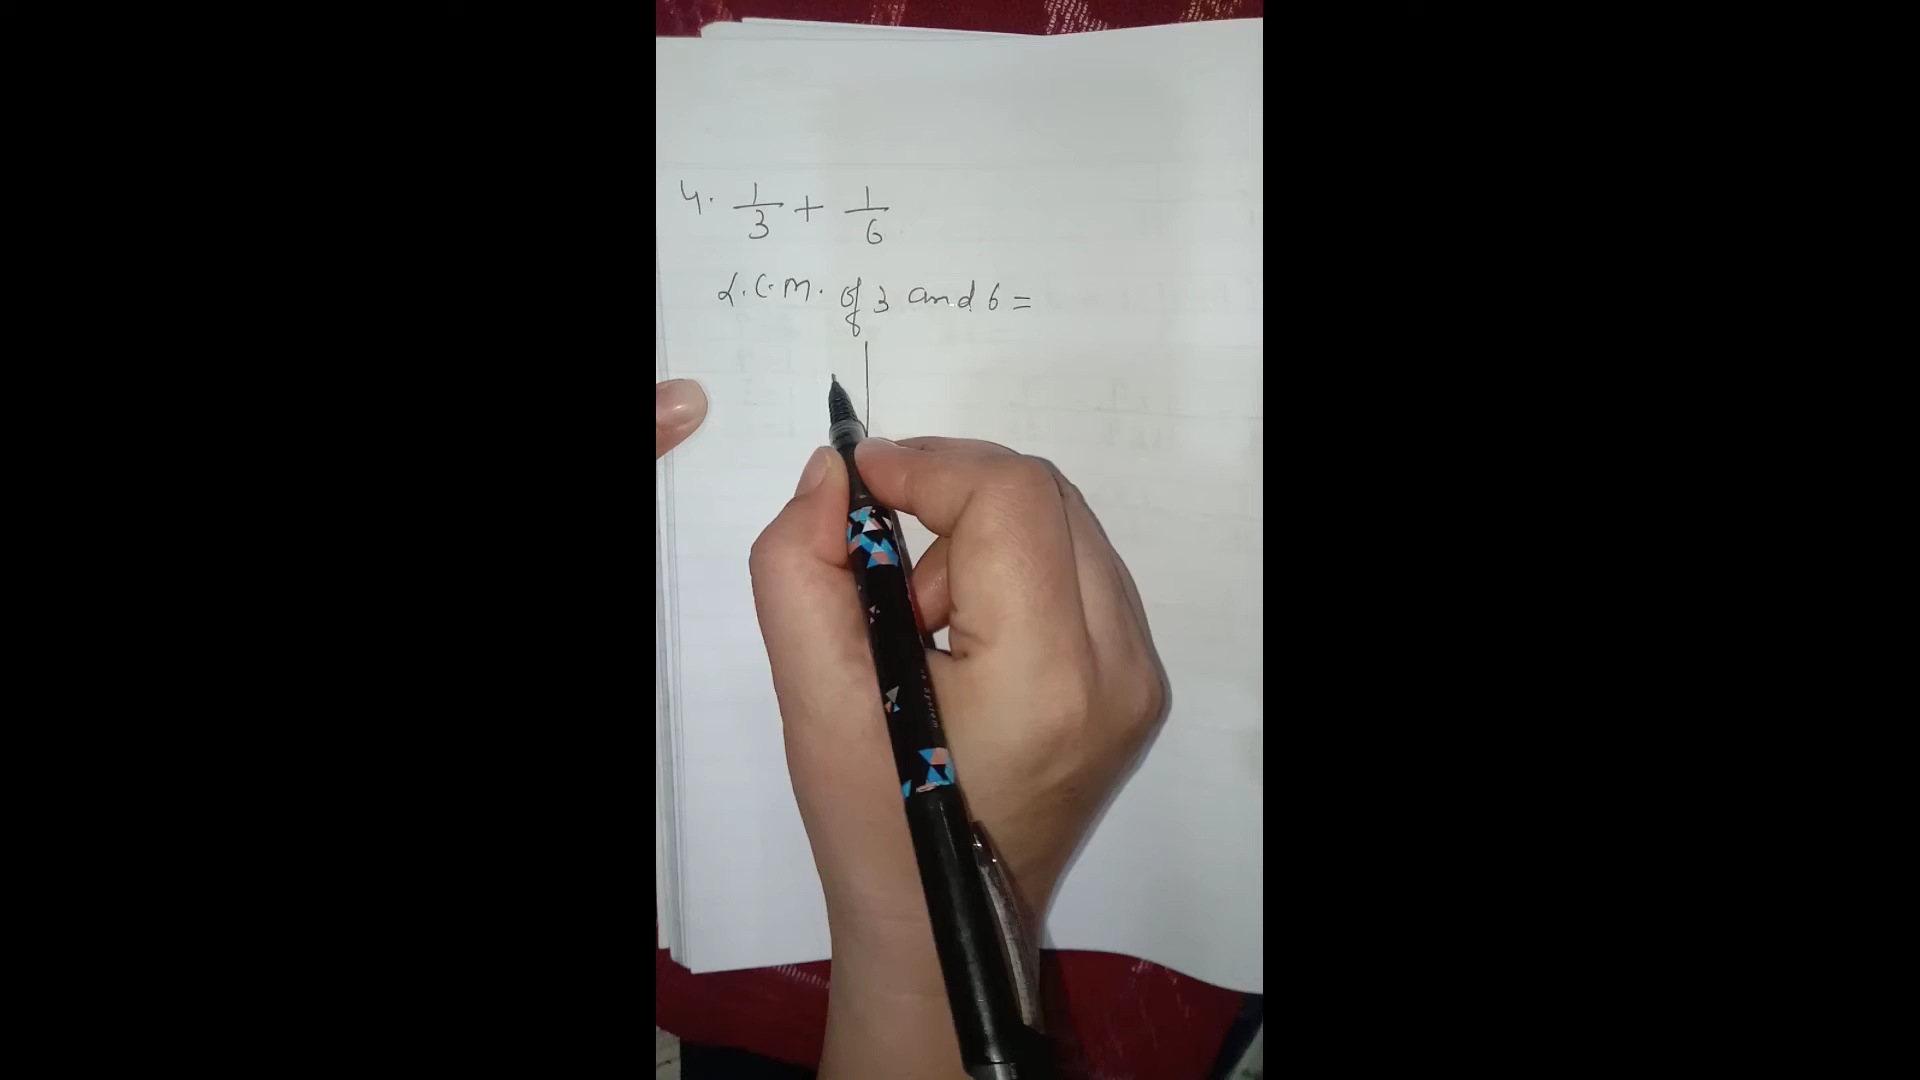 4. 1/3 + 1/6
L.C.M. of 3 and 6 =